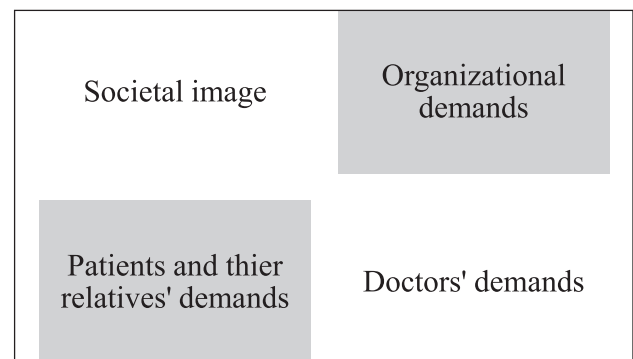 Societal image
Organizational
demands
Patients and thier
relatives' demands
Doctors' demands